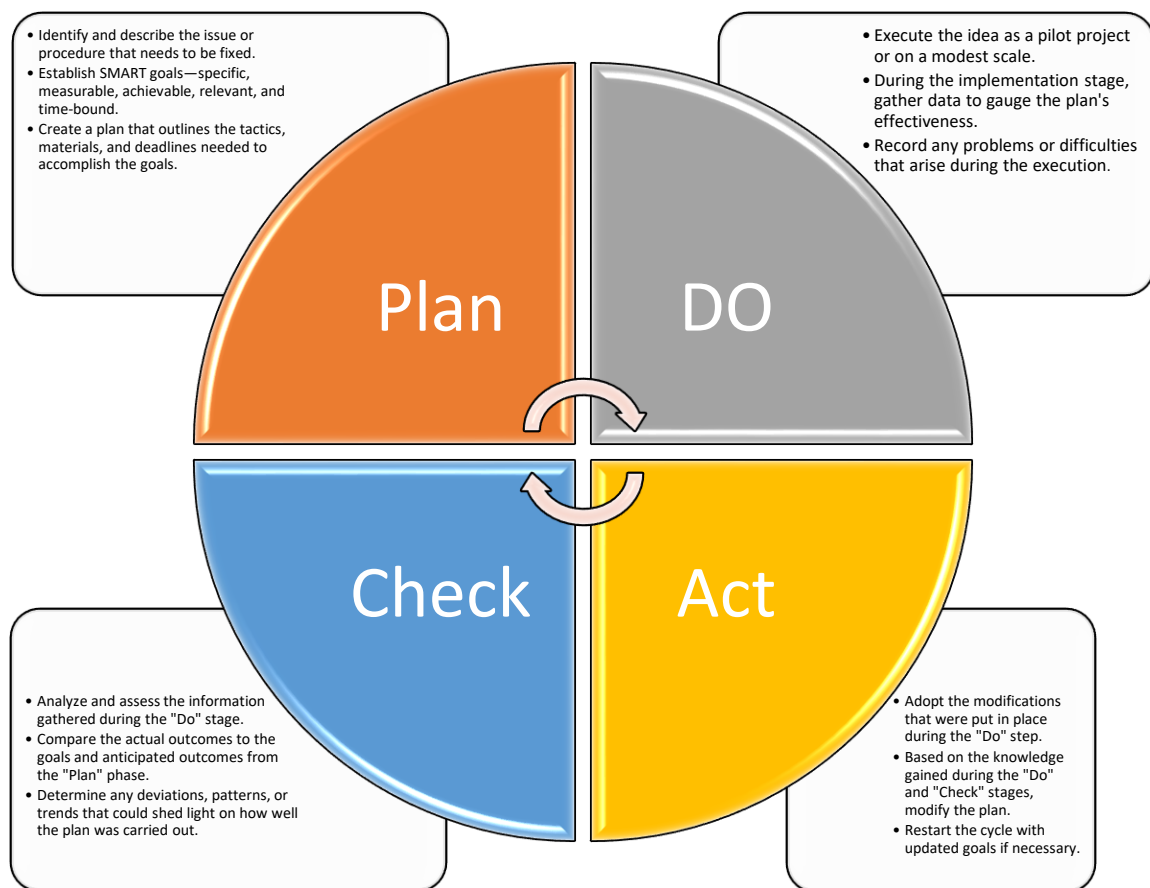 • Identify and describe the issue or
procedure that needs to be fixed.
• Establish SMART goals—specific,
measurable, achievable, relevant, and
time-bound.
• Create a plan that outlines the tactics,
materials, and deadlines needed to
accomplish the goals.
• Execute the idea as a pilot project
or on a modest scale.
• During the implementation stage,
gather data to gauge the plan's
effectiveness.
• Record any problems or difficulties
that arise during the execution.
Plan
DO
Check
Act
• Analyze and assess the information
gathered during the "Do" stage.
• Compare the actual outcomes to the
goals and anticipated outcomes from
the "Plan" phase.
• Determine any deviations, patterns, or
trends that could shed light on how well
the plan was carried out.
• Adopt the modifications
that were put in place
during the "Do" step.
• Based on the knowledge
gained during the "Do"
and "Check" stages,
modify the plan.
• Restart the cycle with
updated goals if necessary.